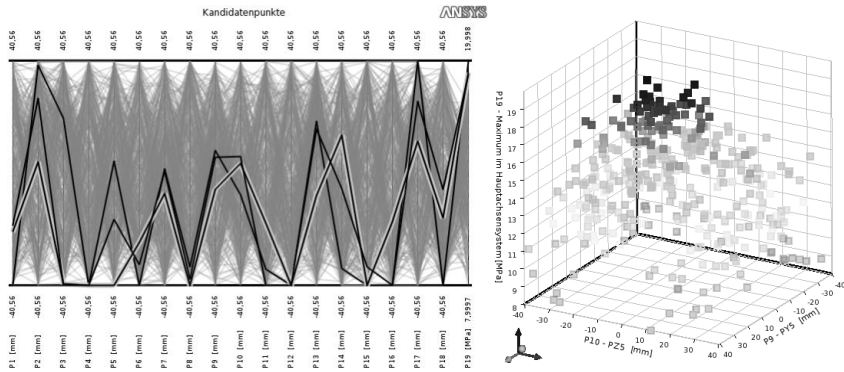 Kandidatenpunkte
ANSYS
40,56 40,56 40,56 40,56 40,56 40,56 40,56 40,56 40,56 40,56 40,56 40,56 40,56 40,56 40,56 40,56 40,56 40,56 19,998
-40,56 -40,56 -40,56 -40,56 -40,56 -40,56 -40,56 -40,56 -40,56 -40,56 -40,56 -40,56 -40,56 -40,56 -40,56 -40,56 -40,56 -40,56 7,9997
P1 [mm] P2 [mm] P3 [mm] P4 [mm] P5 [mm] P6 [mm] P7 [mm] P8 [mm] P9 [mm] P10 [mm] P11 [mm] P12 [mm] P13 [mm] P14 [mm] P15 [mm] P16 [mm] P17 [mm] P18 [mm] P19 [MPa]
P19 - Maximum im Hauptachsensystem [MPa]
19
18
17
16
15
14
13
12
11
10
9
8
-40 -30 -20 -10 0 10 20 30 40
P10 - PZ5 [mm]
40 30 20 10 0 -10 -20 -30 -40
P9 - PY5 [mm]